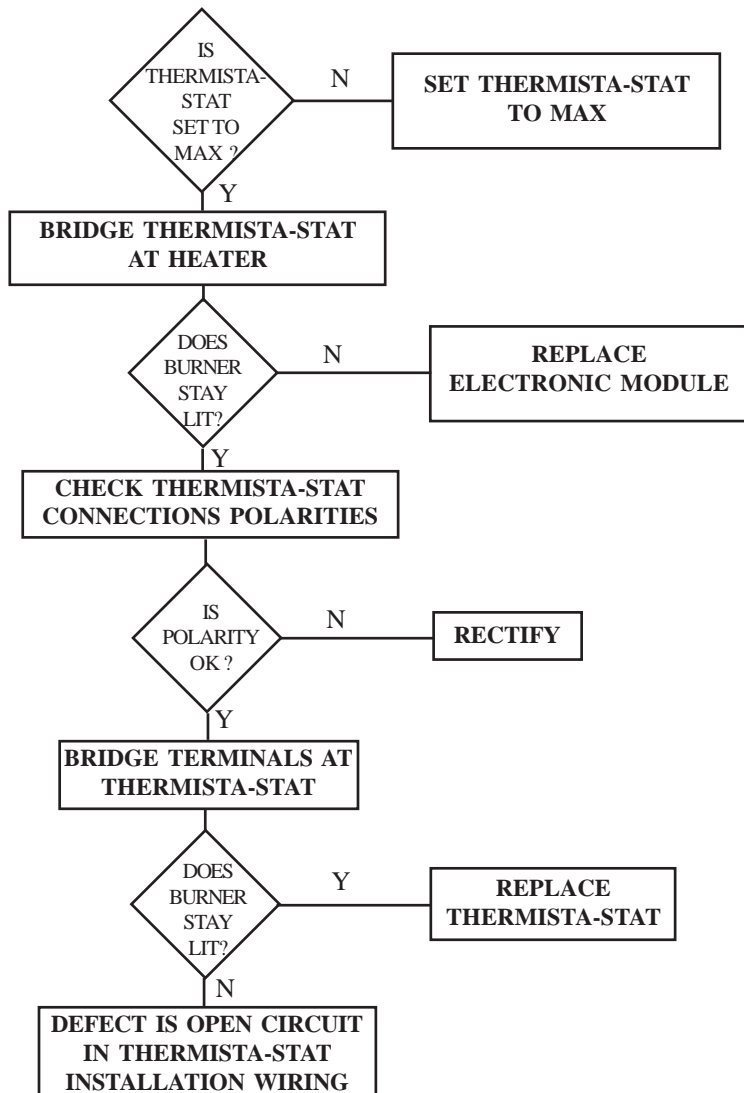 IS
THERMISTA-
STAT
SET TO
MAX ?
N
SET THERMISTA-STAT
TO MAX
Y
BRIDGE THERMISTA-STAT
AT HEATER
DOES
BURNER
STAY
LIT?
N
REPLACE
ELECTRONIC MODULE
Y
CHECK THERMISTA-STAT
CONNECTIONS POLARITIES
IS
POLARITY
OK ?
N
RECTIFY
Y
BRIDGE TERMINALS AT
THERMISTA-STAT
DOES
BURNER
STAY
LIT?
Y
REPLACE
THERMISTA-STAT
N
DEFECT IS OPEN CIRCUIT
IN THERMISTA-STAT
INSTALLATION WIRING